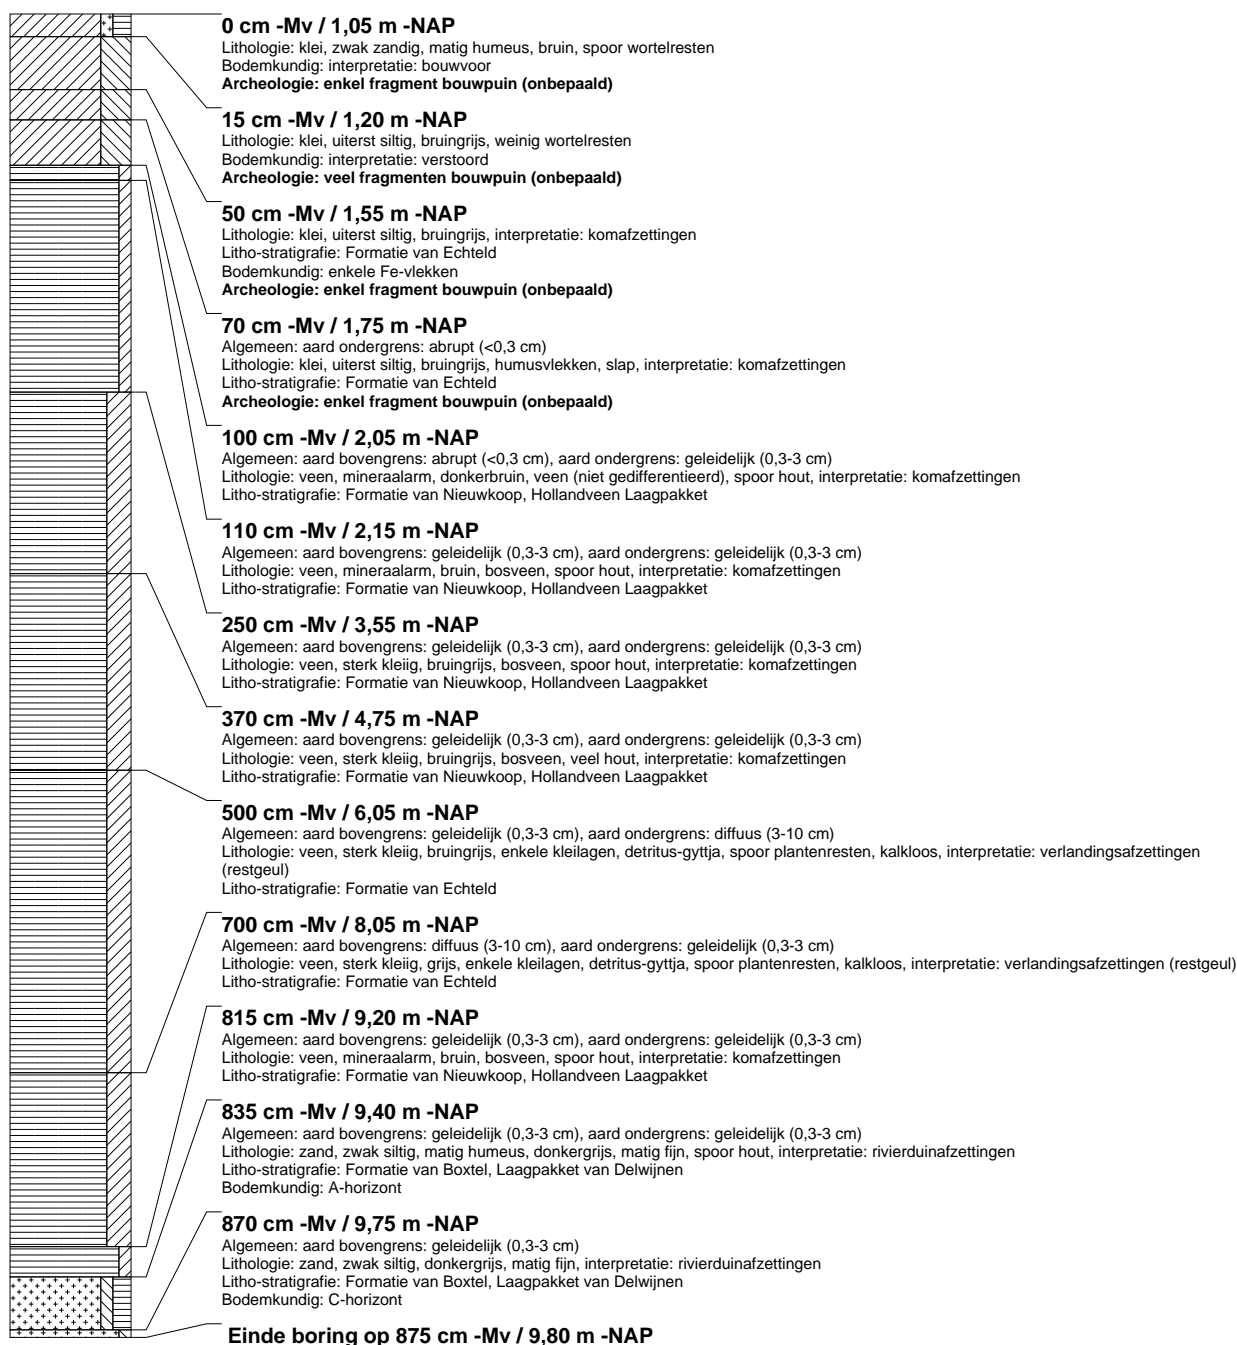 0 cm -Mv / 1,05 m -NAP
Lithologie: klei, zwak zandig, matig humeus, bruin, spoor wortelresten
Bodemkundig: interpretatie: bouwvoor
Archeologie: enkel fragment bouwpuin (onbepaald)
15 cm -Mv / 1,20 m -NAP
Lithologie: klei, uiterst siltig, bruingrijs, weinig wortelresten
Bodemkundig: interpretatie: verstoord
Archeologie: veel fragmenten bouwpuin (onbepaald)
50 cm -Mv / 1,55 m -NAP
Lithologie: klei, uiterst siltig, bruingrijs, interpretatie: komafzettingen
Litho-stratigrafie: Formatie van Echteld
Bodemkundig: enkele Fe-vlekken
Archeologie: enkel fragment bouwpuin (onbepaald)
70 cm -Mv / 1,75 m -NAP
Algemeen: aard ondergrens: abrupt (<0,3 cm)
Lithologie: klei, uiterst siltig, bruingrijs, humusvlekken, slap, interpretatie: komafzettingen
Litho-stratigrafie: Formatie van Echteld
Archeologie: enkel fragment bouwpuin (onbepaald)
100 cm -Mv / 2,05 m -NAP
Algemeen: aard bovengrens: abrupt (<0,3 cm), aard ondergrens: geleidelijk (0,3-3 cm)
Lithologie: veen, mineraalarm, donkerbruin, veen (niet gedifferentieerd), spoor hout, interpretatie: komafzettingen
Litho-stratigrafie: Formatie van Nieuwkoop, Hollandveen Laagpakket
110 cm -Mv / 2,15 m -NAP
Algemeen: aard bovengrens: geleidelijk (0,3-3 cm), aard ondergrens: geleidelijk (0,3-3 cm)
Lithologie: veen, mineraalarm, bruin, bosveen, spoor hout, interpretatie: komafzettingen
Litho-stratigrafie: Formatie van Nieuwkoop, Hollandveen Laagpakket
250 cm -Mv / 3,55 m -NAP
Algemeen: aard bovengrens: geleidelijk (0,3-3 cm), aard ondergrens: geleidelijk (0,3-3 cm)
Lithologie: veen, sterk kleiig, bruingrijs, bosveen, spoor hout, interpretatie: komafzettingen
Litho-stratigrafie: Formatie van Nieuwkoop, Hollandveen Laagpakket
370 cm -Mv / 4,75 m -NAP
Algemeen: aard bovengrens: geleidelijk (0,3-3 cm), aard ondergrens: geleidelijk (0,3-3 cm)
Lithologie: veen, sterk kleiig, bruingrijs, bosveen, veel hout, interpretatie: komafzettingen
Litho-stratigrafie: Formatie van Nieuwkoop, Hollandveen Laagpakket
500 cm -Mv / 6,05 m -NAP
Algemeen: aard bovengrens: geleidelijk (0,3-3 cm), aard ondergrens: diffuus (3-10 cm)
Lithologie: veen, sterk kleiig, bruingrijs, enkele kleilagen, detritus-gyttja, spoor plantenresten, kalkloos, interpretatie: verlandingsafzettingen
(restgeul)
Litho-stratigrafie: Formatie van Echteld
700 cm -Mv / 8,05 m -NAP
Algemeen: aard bovengrens: diffuus (3-10 cm), aard ondergrens: geleidelijk (0,3-3 cm)
Lithologie: veen, sterk kleiig, grijs, enkele kleilagen, detritus-gyttja, spoor plantenresten, kalkloos, interpretatie: verlandingsafzettingen (restgeul)
Litho-stratigrafie: Formatie van Echteld
815 cm -Mv / 9,20 m -NAP
Algemeen: aard bovengrens: geleidelijk (0,3-3 cm), aard ondergrens: geleidelijk (0,3-3 cm)
Lithologie: veen, mineraalarm, bruin, bosveen, spoor hout, interpretatie: komafzettingen
Litho-stratigrafie: Formatie van Nieuwkoop, Hollandveen Laagpakket
835 cm -Mv / 9,40 m -NAP
Algemeen: aard bovengrens: geleidelijk (0,3-3 cm), aard ondergrens: geleidelijk (0,3-3 cm)
Lithologie: zand, zwak siltig, matig humeus, donkergrijs, matig fijn, spoor hout, interpretatie: rivierduinafzettingen
Litho-stratigrafie: Formatie van Boxtel, Laagpakket van Delwijnen
Bodemkundig: A-horizont
870 cm -Mv / 9,75 m -NAP
Algemeen: aard bovengrens: geleidelijk (0,3-3 cm)
Lithologie: zand, zwak siltig, donkergrijs, matig fijn, interpretatie: rivierduinafzettingen
Litho-stratigrafie: Formatie van Boxtel, Laagpakket van Delwijnen
Bodemkundig: C-horizont
Einde boring op 875 cm -Mv / 9,80 m -NAP